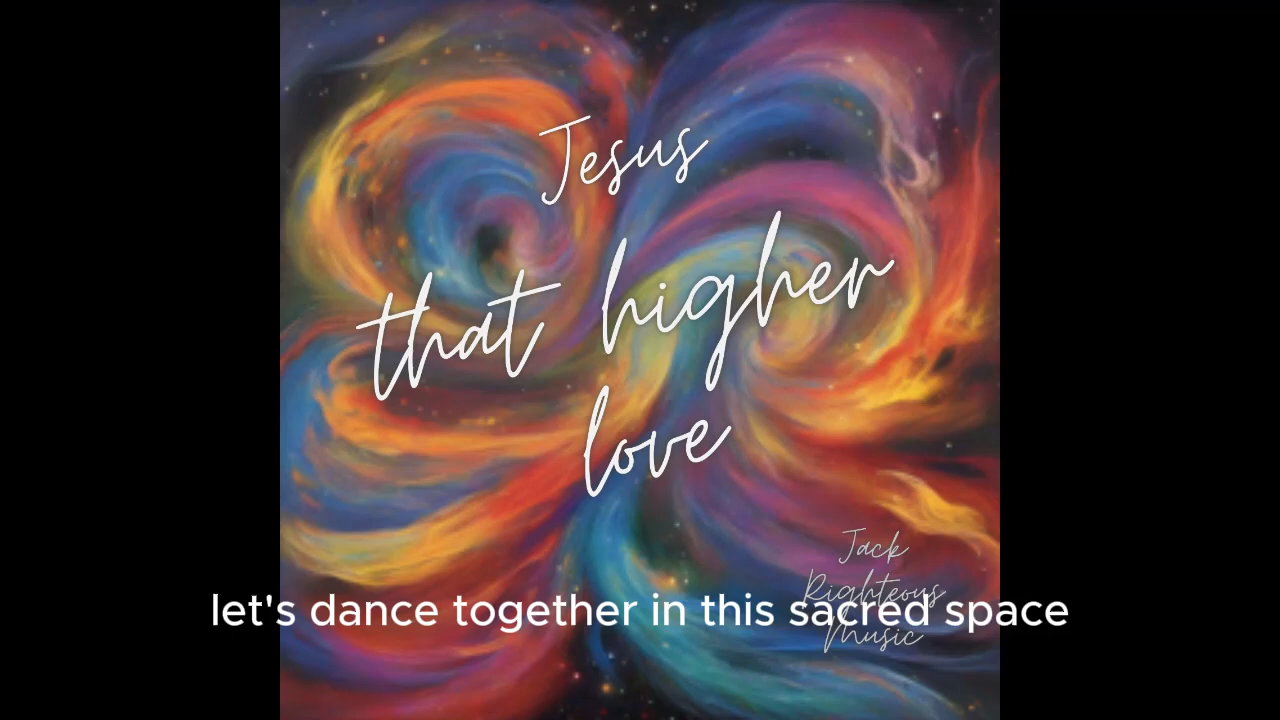 Jesus
that higher
love
Jack
Righteous
Music
let's dance together in this sacred space